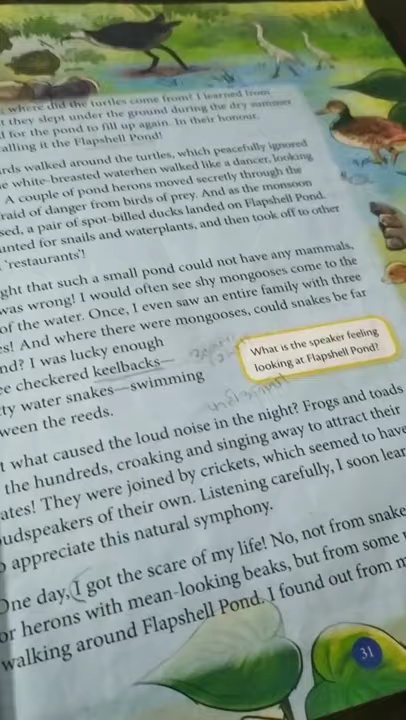 where did the turtles come from? I learned from
t they slept under the ground during the dry summer
d for the pond to fill up again. In their honour,
alling it the Flapshell Pond!
rds walked around the turtles, which peacefully ignored
e white-breasted waterhen walked like a dancer, looking
A couple of pond herons moved secretly through the
raid of danger from birds of prey. And as the monsoon
sed, a pair of spot-billed ducks landed on Flapshell Pond.
unted for snails and waterplants, and then took off to other
'restaurants'!
ght that such a small pond could not have any mammals,
was wrong! I would often see shy mongooses come to the
of the water. Once, I even saw an entire family with three
es! And where there were mongooses, could snakes be far
nd? I was lucky enough
ee checkered keelbacks—
ty water snakes—swimming
ween the reeds.
What is the speaker feeling
looking at Flapshell Pond?
t what caused the loud noise in the night? Frogs and toads
the hundreds, croaking and singing away to attract their
ates! They were joined by crickets, which seemed to have
udspeakers of their own. Listening carefully, I soon lear
o appreciate this natural symphony.
One day, I got the scare of my life! No, not from snake
or herons with mean-looking beaks, but from some
walking around Flapshell Pond. I found out from m
31